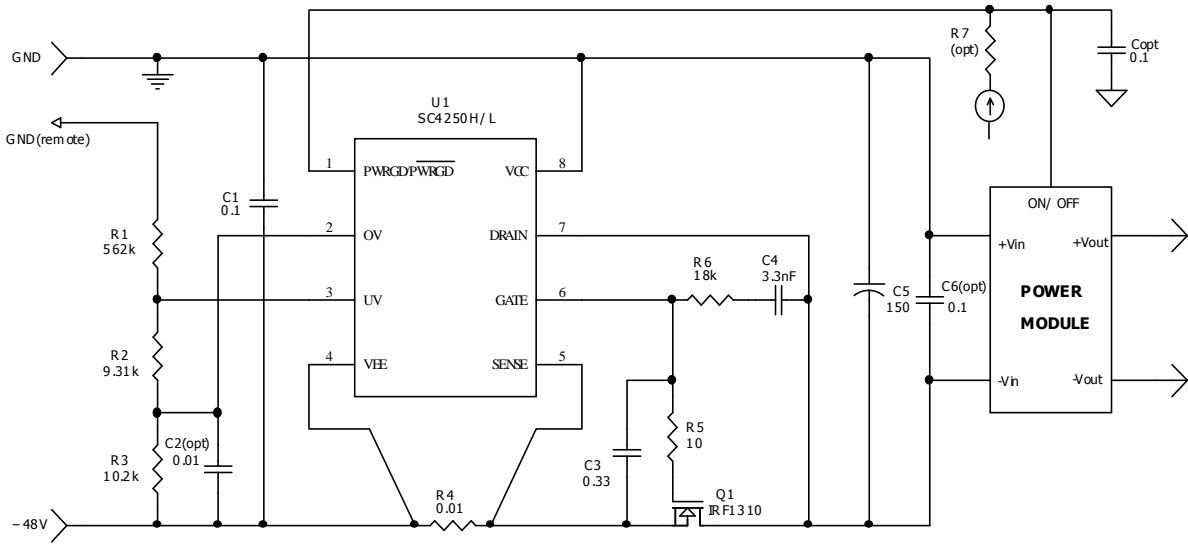 R7
(opt)
Copt
0.1
GND
U1
SC4250H/L
GND(remote)
1
PWRGD/PWRGD
VCC
8
C1
0.1
ON/OFF
2
OV
DRAIN
7
+Vin
+Vout
R1
562k
R6
18k
C4
3.3nF
3
UV
GATE
6
C5
150
C6(opt)
0.1
POWER
MODULE
R2
9.31k
4
VEE
SENSE
5
-Vin
-Vout
R5
10
C2(opt)
0.01
R3
10.2k
C3
0.33
R4
0.01
Q1
IRF1310
–48V